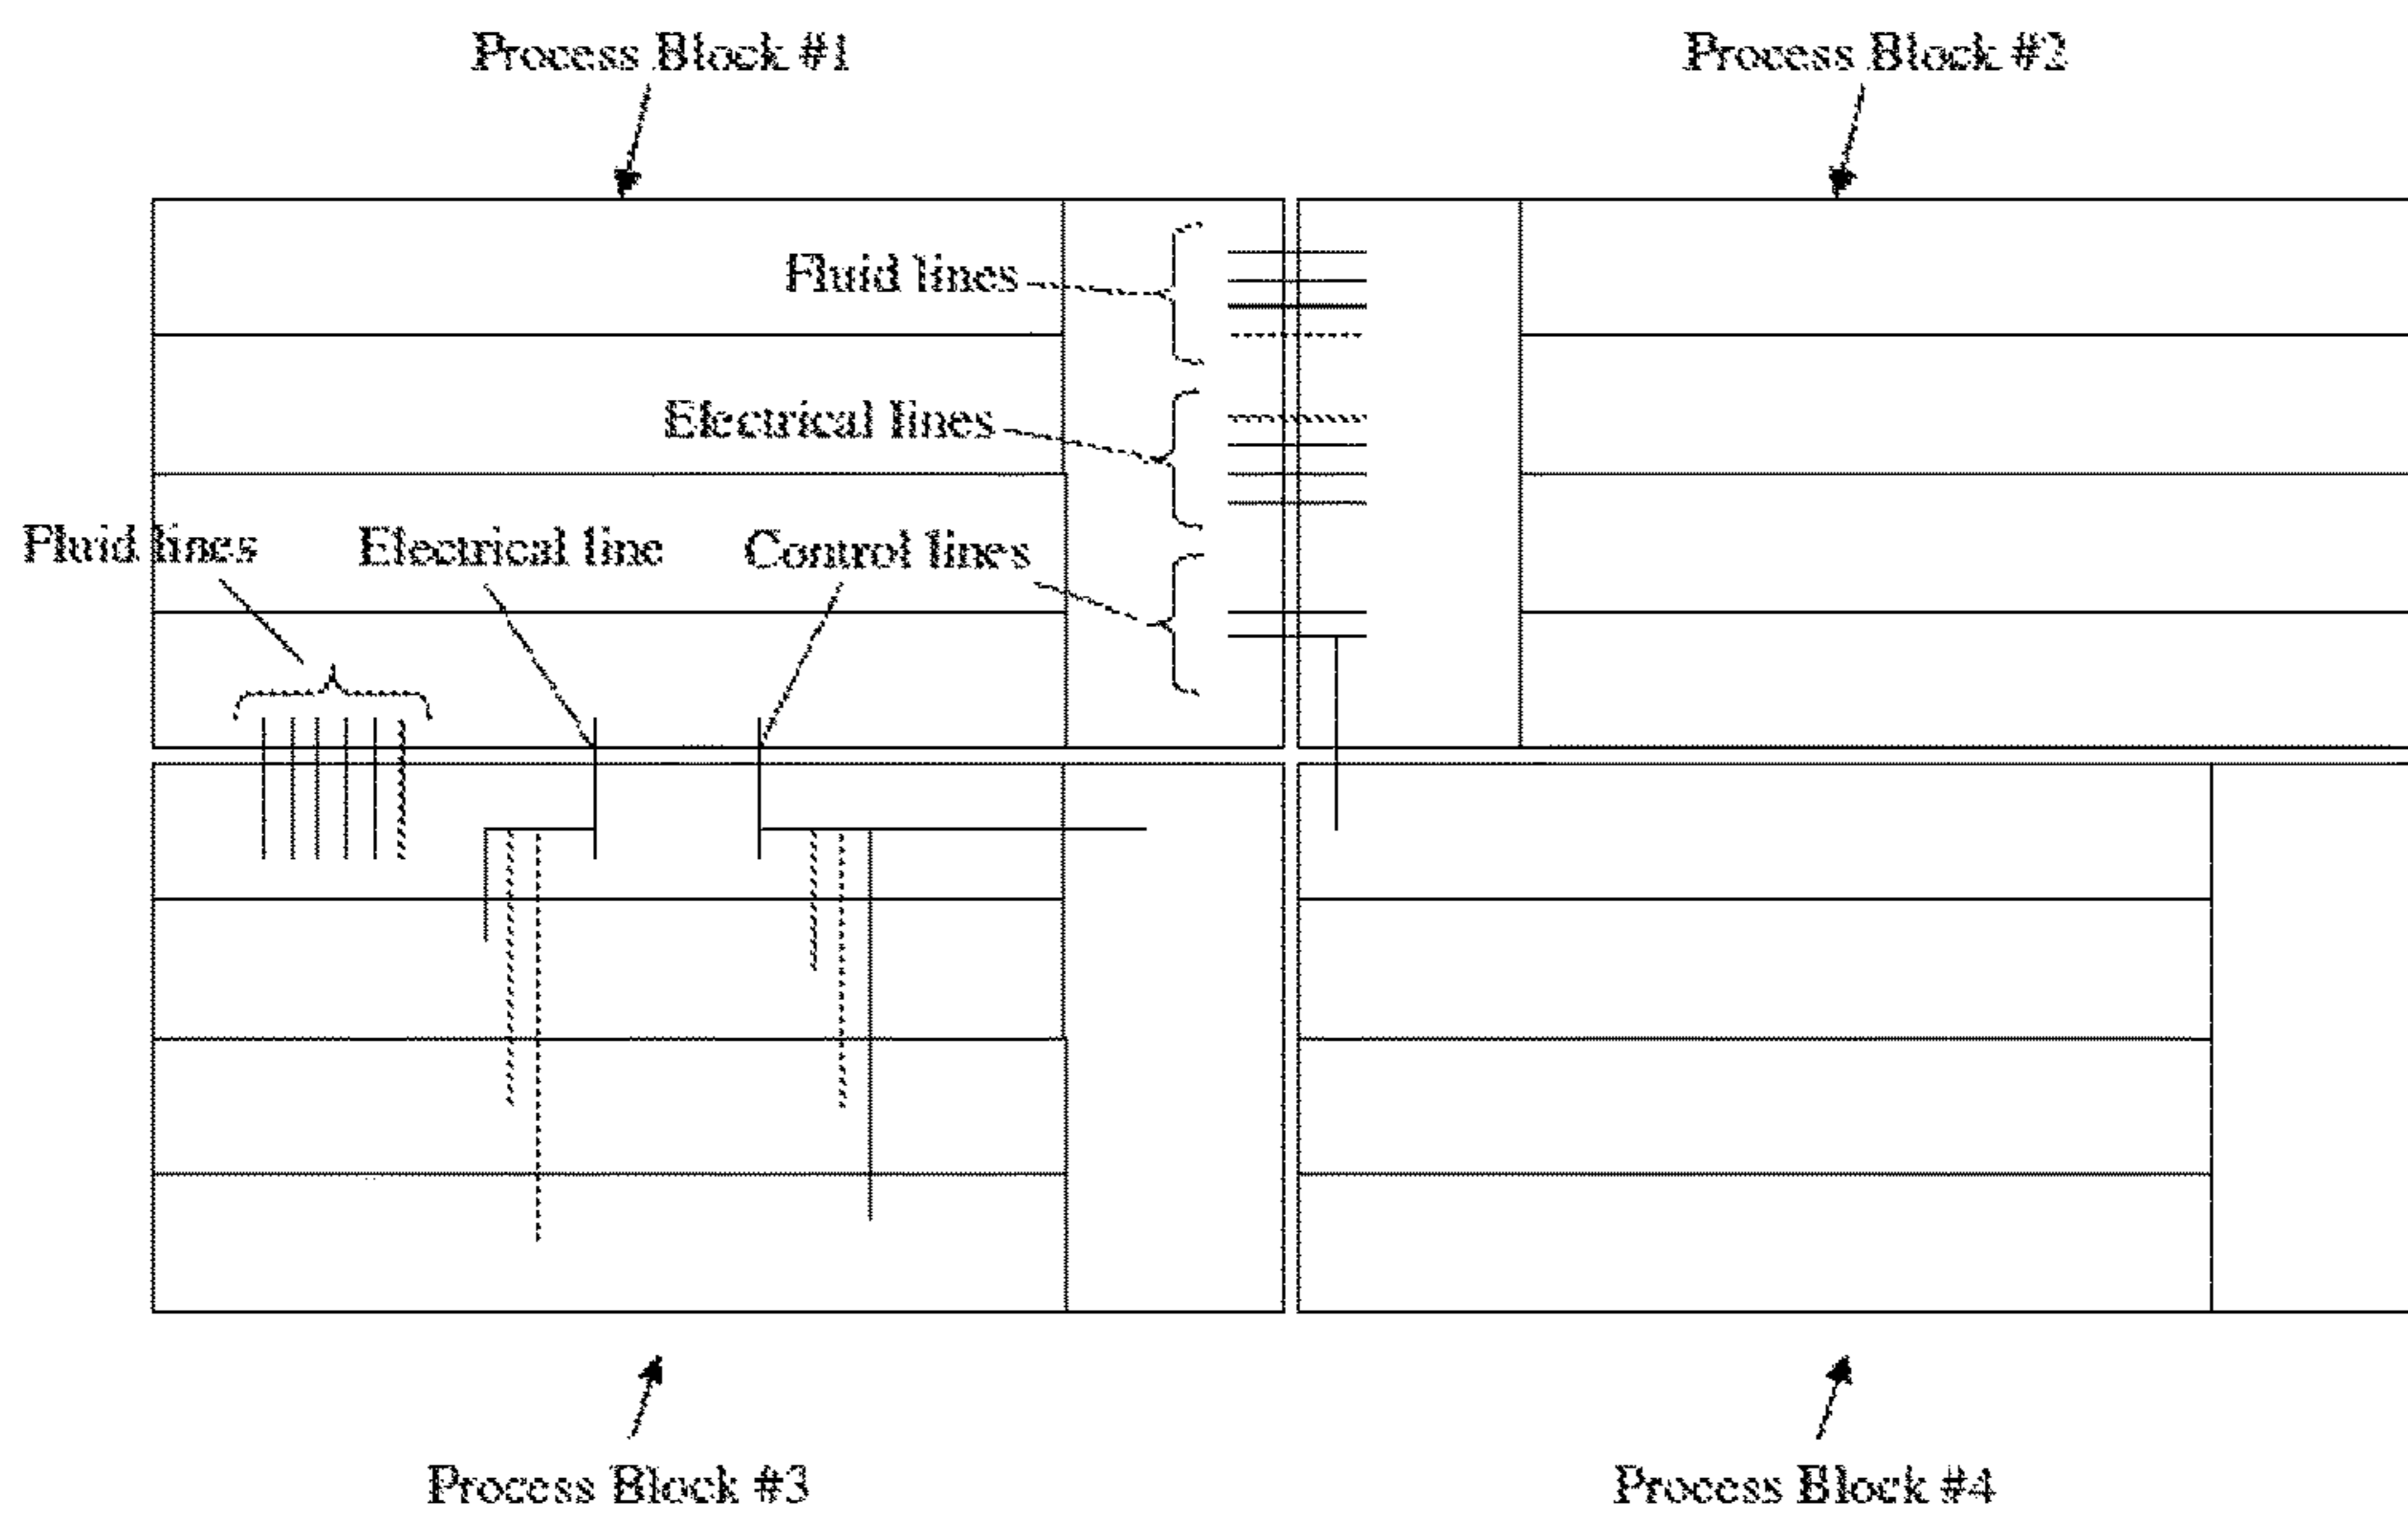 Process Block #1
Process Block #2
Fluid lines
Electrical lines
Fluid lines
Electrical line
Control lines
Process Block #3
Process Block #4